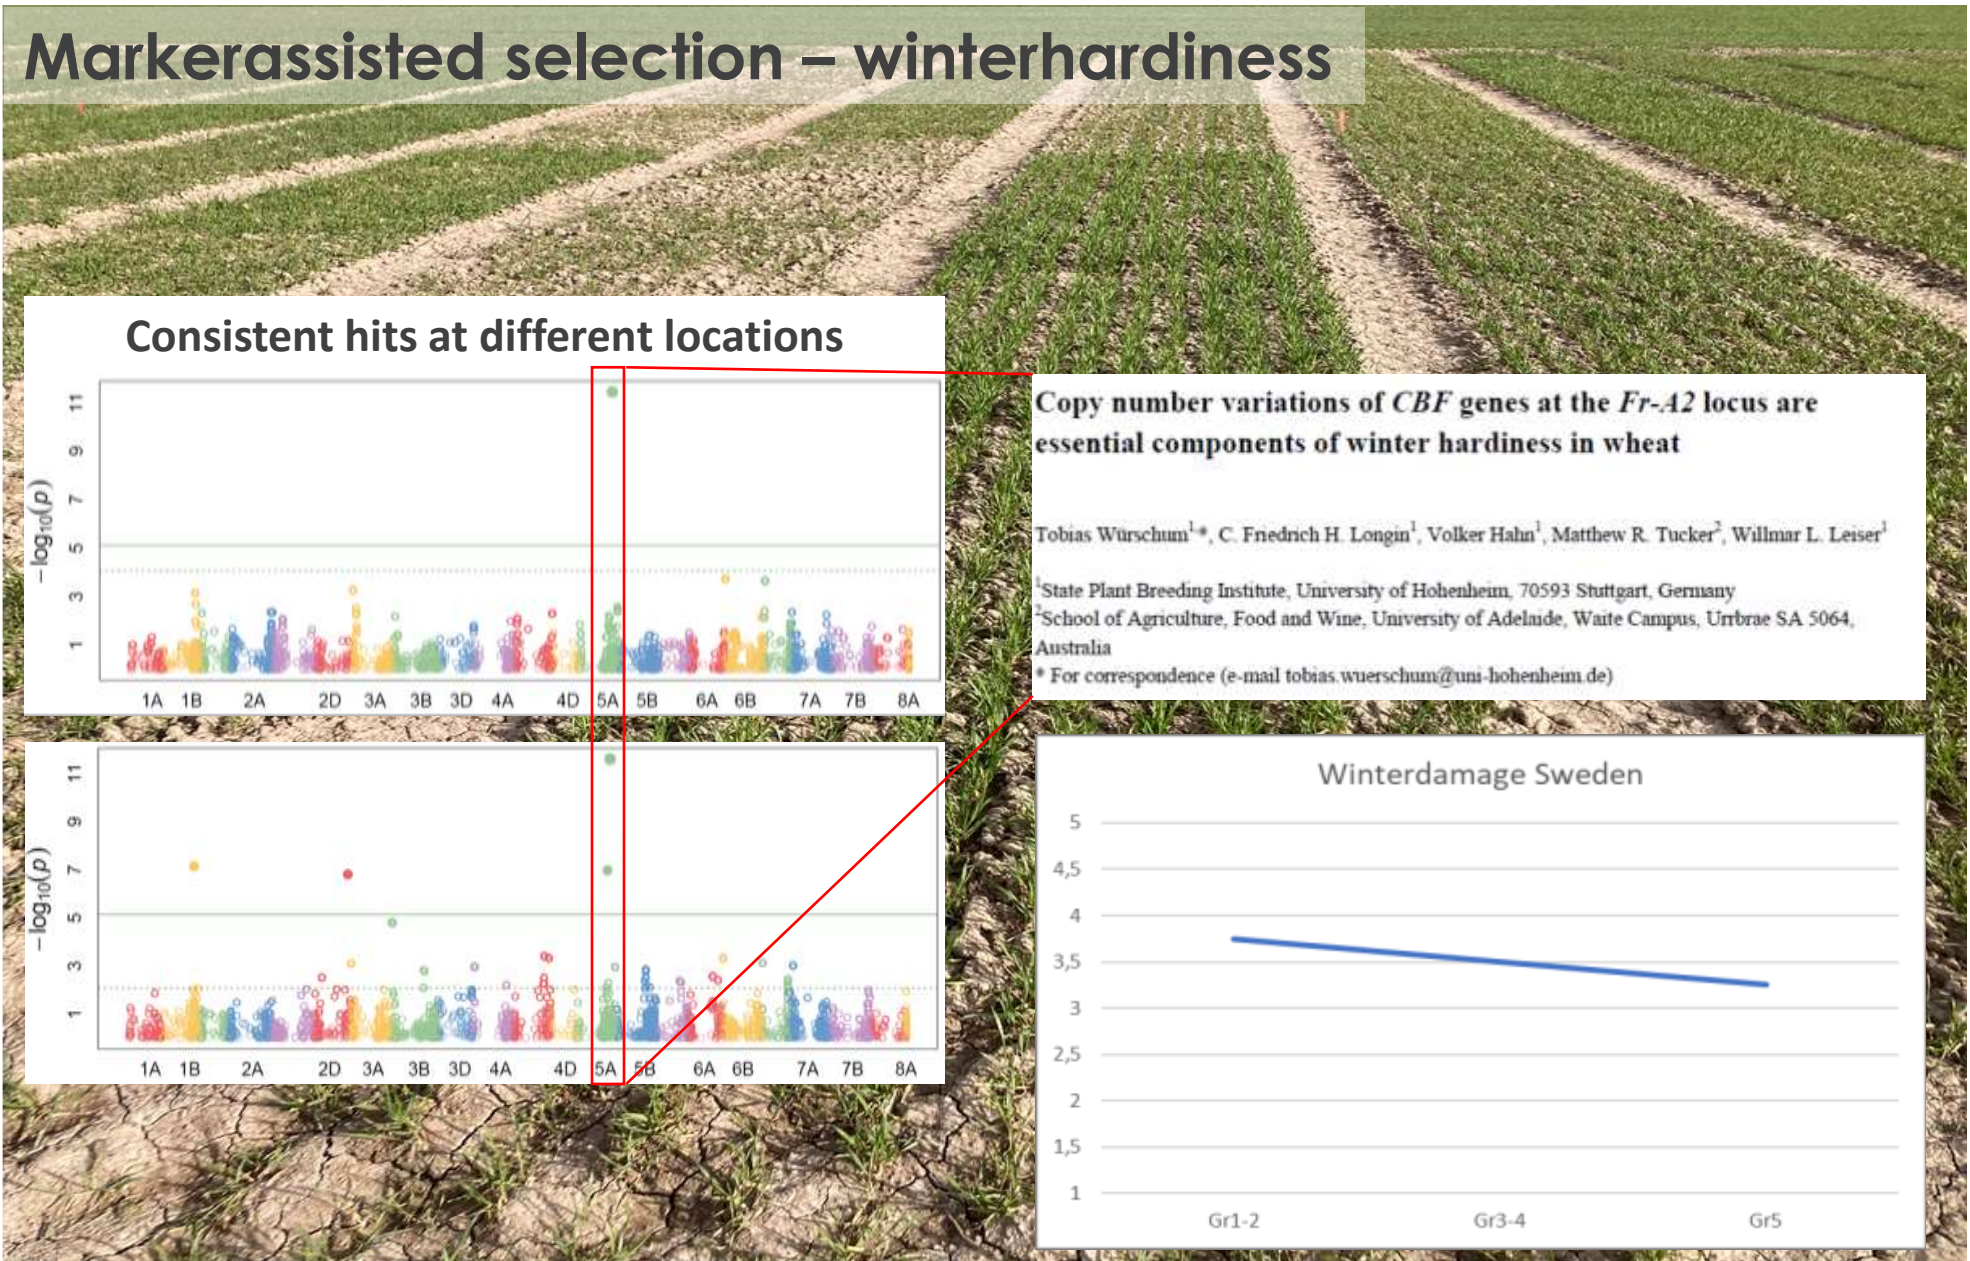 Markerassisted selection – winterhardiness
Consistent hits at different locations
−log₁₀(p)
11
9
7
5
3
1
1A 1B 2A 2D 3A 3B 3D 4A 4D 5A 5B 6A 6B 7A 7B 8A
−log₁₀(p)
11
9
7
5
3
1
1A 1B 2A 2D 3A 3B 3D 4A 4D 5A 5B 6A 6B 7A 7B 8A
Copy number variations of CBF genes at the Fr-A2 locus are
essential components of winter hardiness in wheat
Tobias Würschum¹,*, C. Friedrich H. Longin¹, Volker Hahn¹, Matthew R. Tucker², Willmar L. Leiser¹
¹State Plant Breeding Institute, University of Hohenheim, 70593 Stuttgart, Germany
²School of Agriculture, Food and Wine, University of Adelaide, Waite Campus, Urrbrae SA 5064,
Australia
* For correspondence (e-mail tobias.wuerschum@uni-hohenheim.de)
Winterdamage Sweden
5
4,5
4
3,5
3
2,5
2
1,5
1
Gr1-2 Gr3-4 Gr5